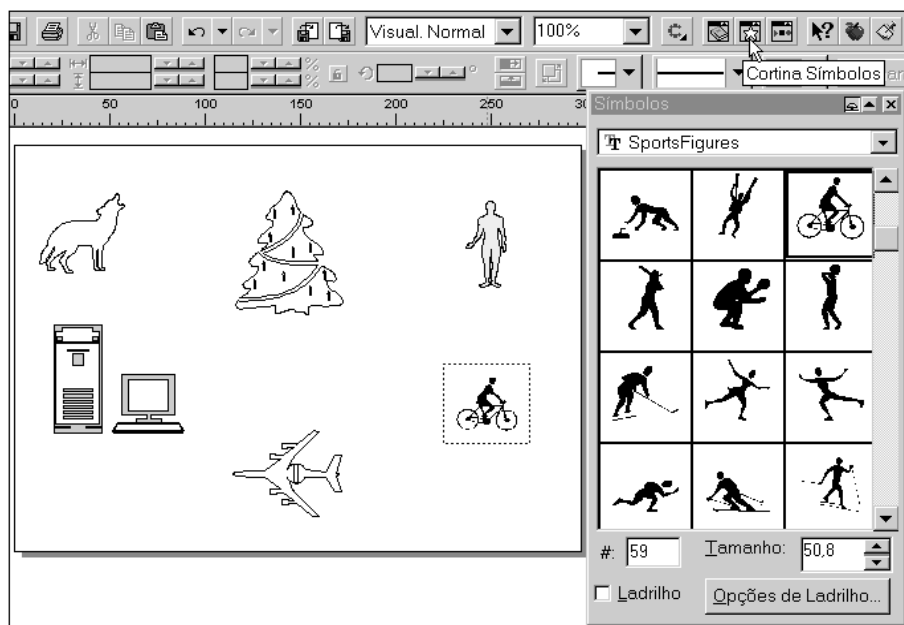 Visual. Normal 100%
% %
Cortina Símbolos
0 50 100 150 200 250
Símbolos
SportsFigures
#: 59 Tamanho: 50,8
Ladrilho Opções de Ladrilho...